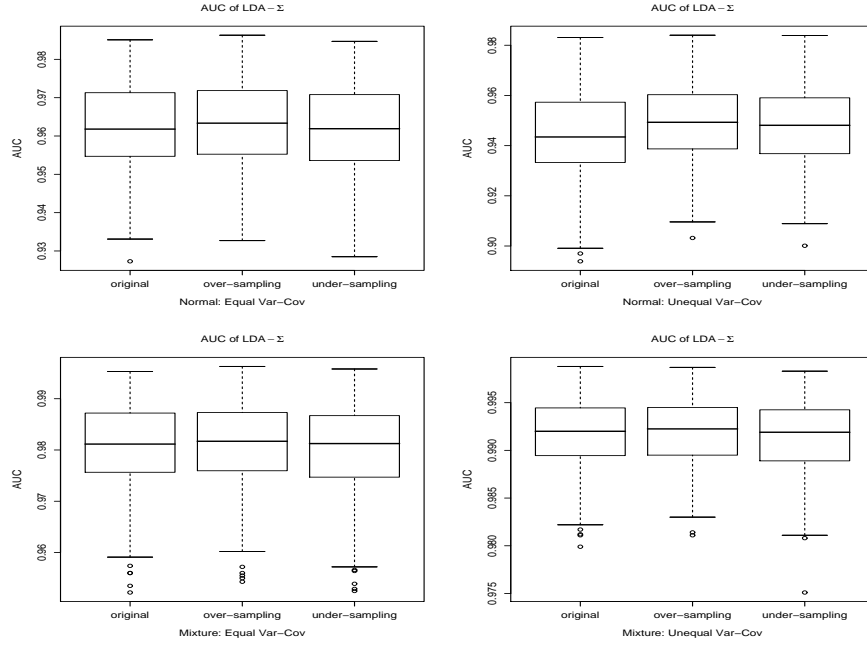 AUC of LDA − Σ
AUC
0.98
0.97
0.96
0.95
0.94
0.93
original over−sampling under−sampling
Normal: Equal Var−Cov
AUC of LDA − Σ
AUC
0.98
0.96
0.94
0.92
0.90
original over−sampling under−sampling
Normal: Unequal Var−Cov
AUC of LDA − Σ
AUC
0.99
0.98
0.97
0.96
original over−sampling under−sampling
Mixture: Equal Var−Cov
AUC of LDA − Σ
AUC
0.995
0.990
0.985
0.980
0.975
original over−sampling under−sampling
Mixture: Unequal Var−Cov